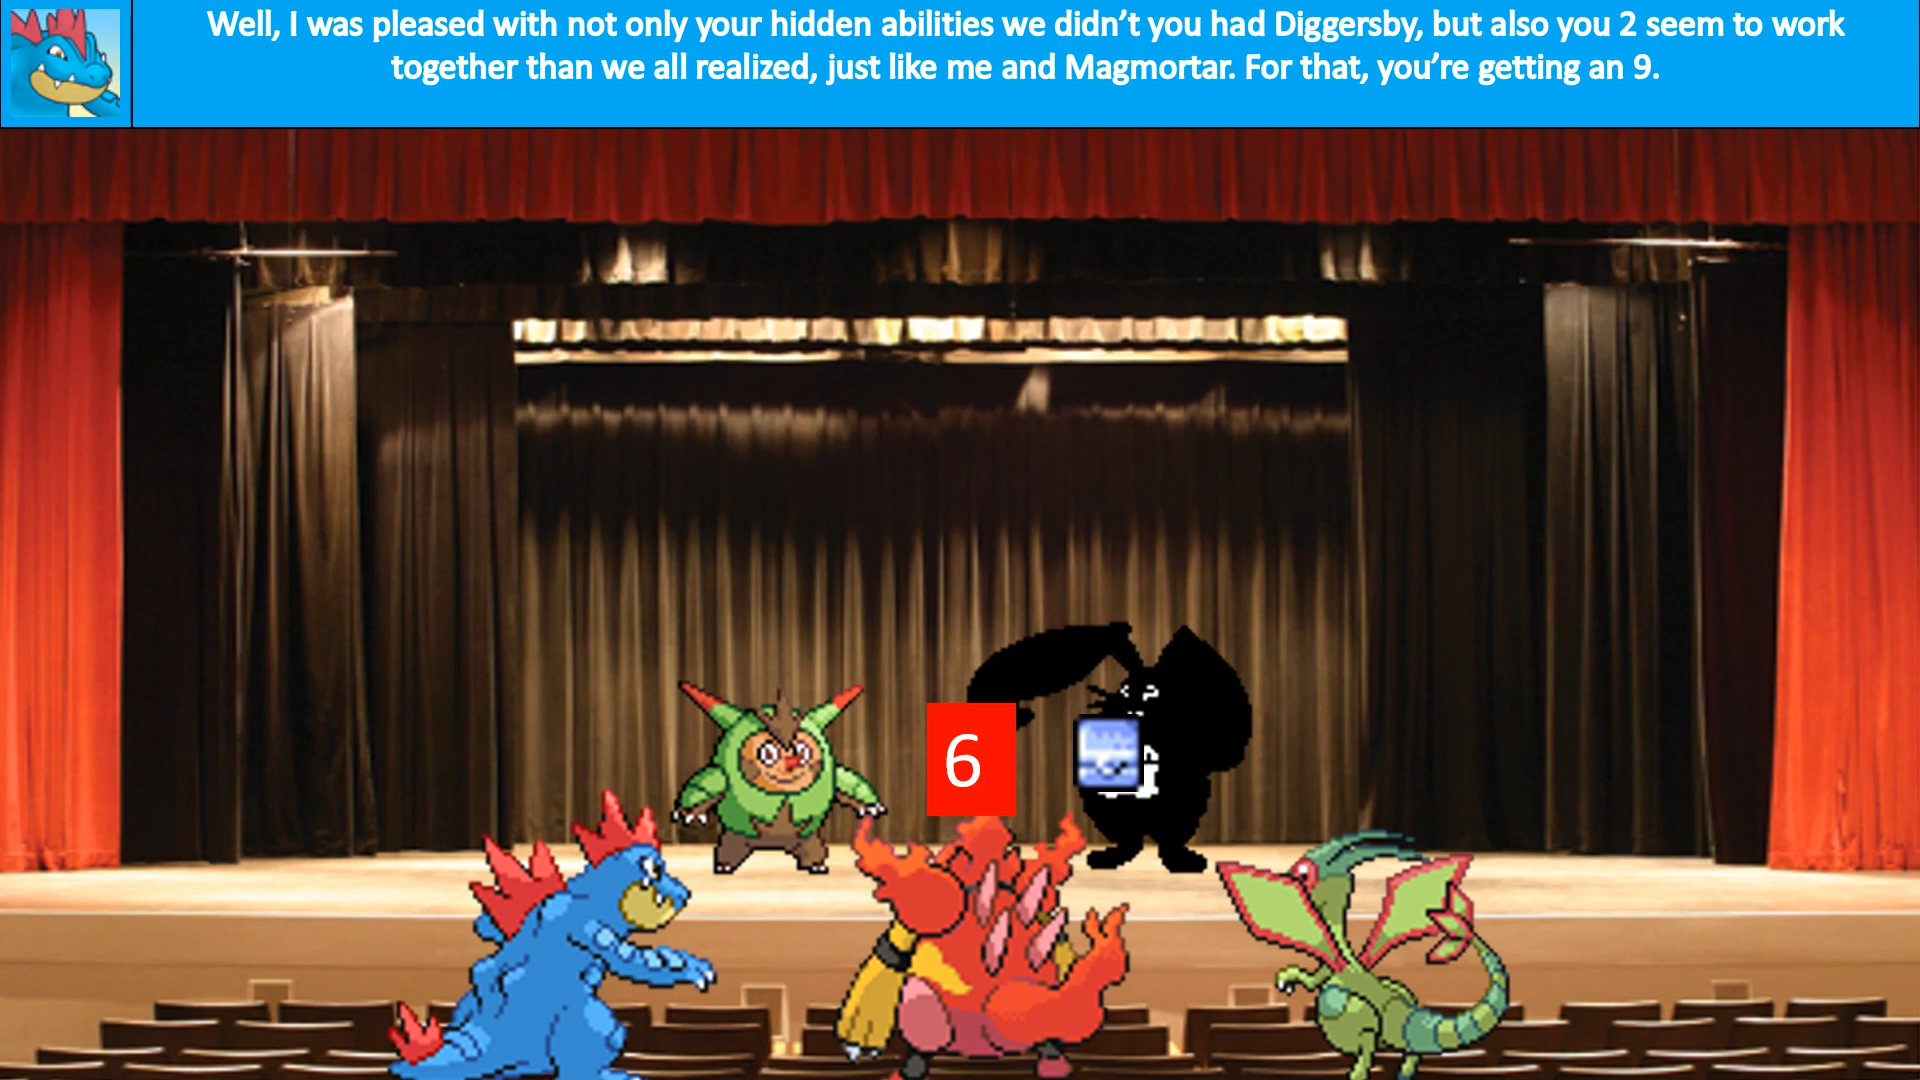 Well, I was pleased with not only your hidden abilities we didn’t you had Diggersby, but also you 2 seem to work
together than we all realized, just like me and Magmortar. For that, you’re getting an 9.
6